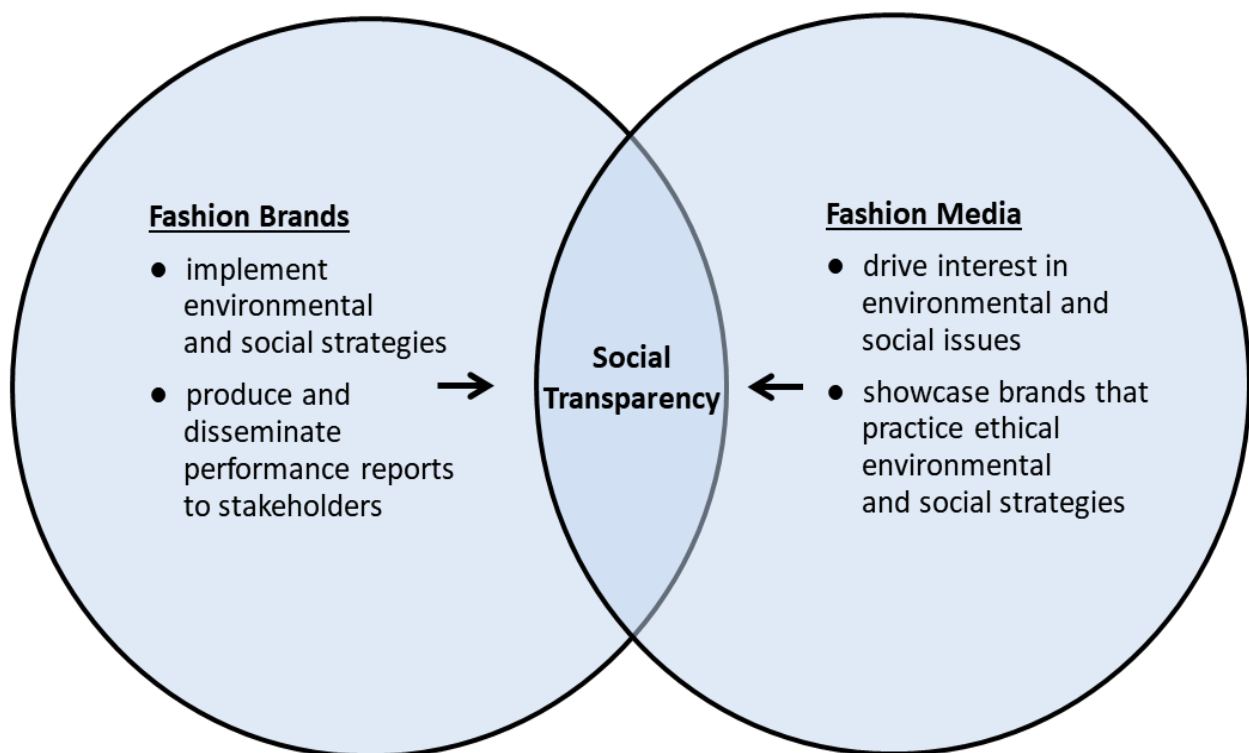 Fashion Brands
● implement
environmental
and social strategies
● produce and
disseminate
performance reports
to stakeholders
Social
Transparency
Fashion Media
● drive interest in
environmental and
social issues
● showcase brands that
practice ethical
environmental
and social strategies